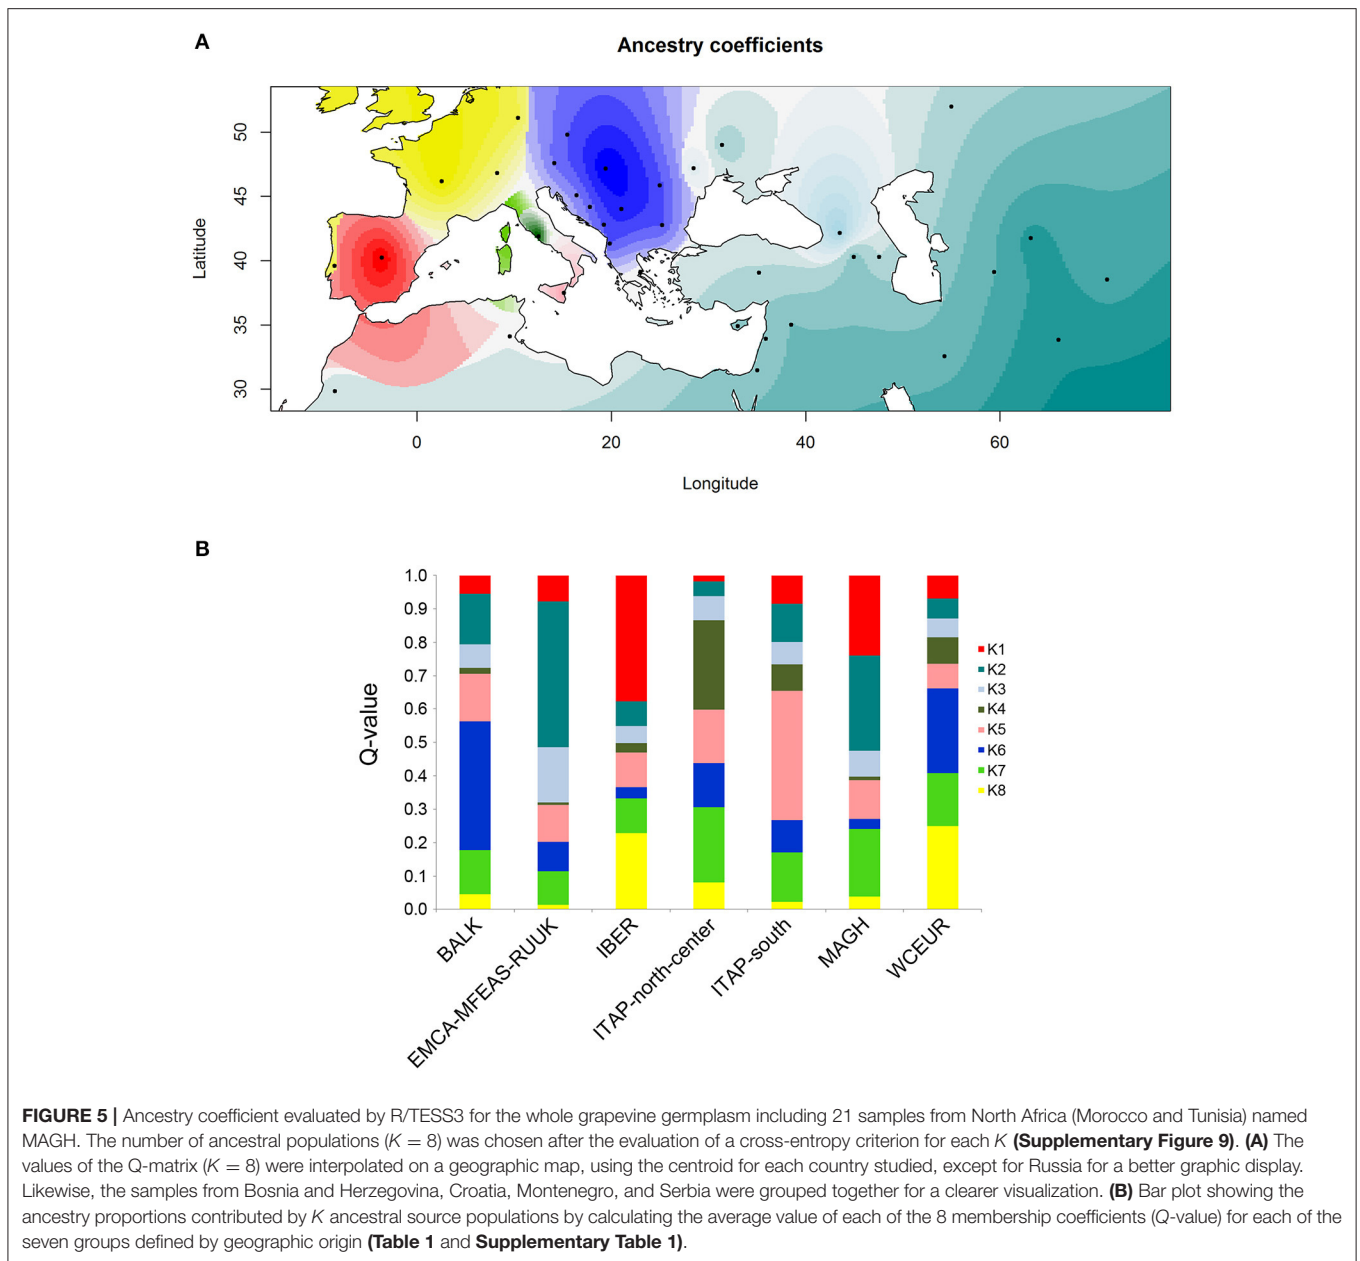 A
Ancestry coefficients
50
45
40
35
30
Latitude
0 20 40 60
Longitude
B
1.0
0.9
0.8
0.7
0.6
0.5
0.4
0.3
0.2
0.1
0.0
Q-value
K1
K2
K3
K4
K5
K6
K7
K8
BALK
EMCA-MFEAS-RUUK
IBER
ITAP-north-center
ITAP-south
MAGH
WCEUR
FIGURE 5 | Ancestry coefficient evaluated by R/TESS3 for the whole grapevine germplasm including 21 samples from North Africa (Morocco and Tunisia) named
MAGH. The number of ancestral populations (K = 8) was chosen after the evaluation of a cross-entropy criterion for each K (Supplementary Figure 9). (A) The
values of the Q-matrix (K = 8) were interpolated on a geographic map, using the centroid for each country studied, except for Russia for a better graphic display.
Likewise, the samples from Bosnia and Herzegovina, Croatia, Montenegro, and Serbia were grouped together for a clearer visualization. (B) Bar plot showing the
ancestry proportions contributed by K ancestral source populations by calculating the average value of each of the 8 membership coefficients (Q-value) for each of the
seven groups defined by geographic origin (Table 1 and Supplementary Table 1).